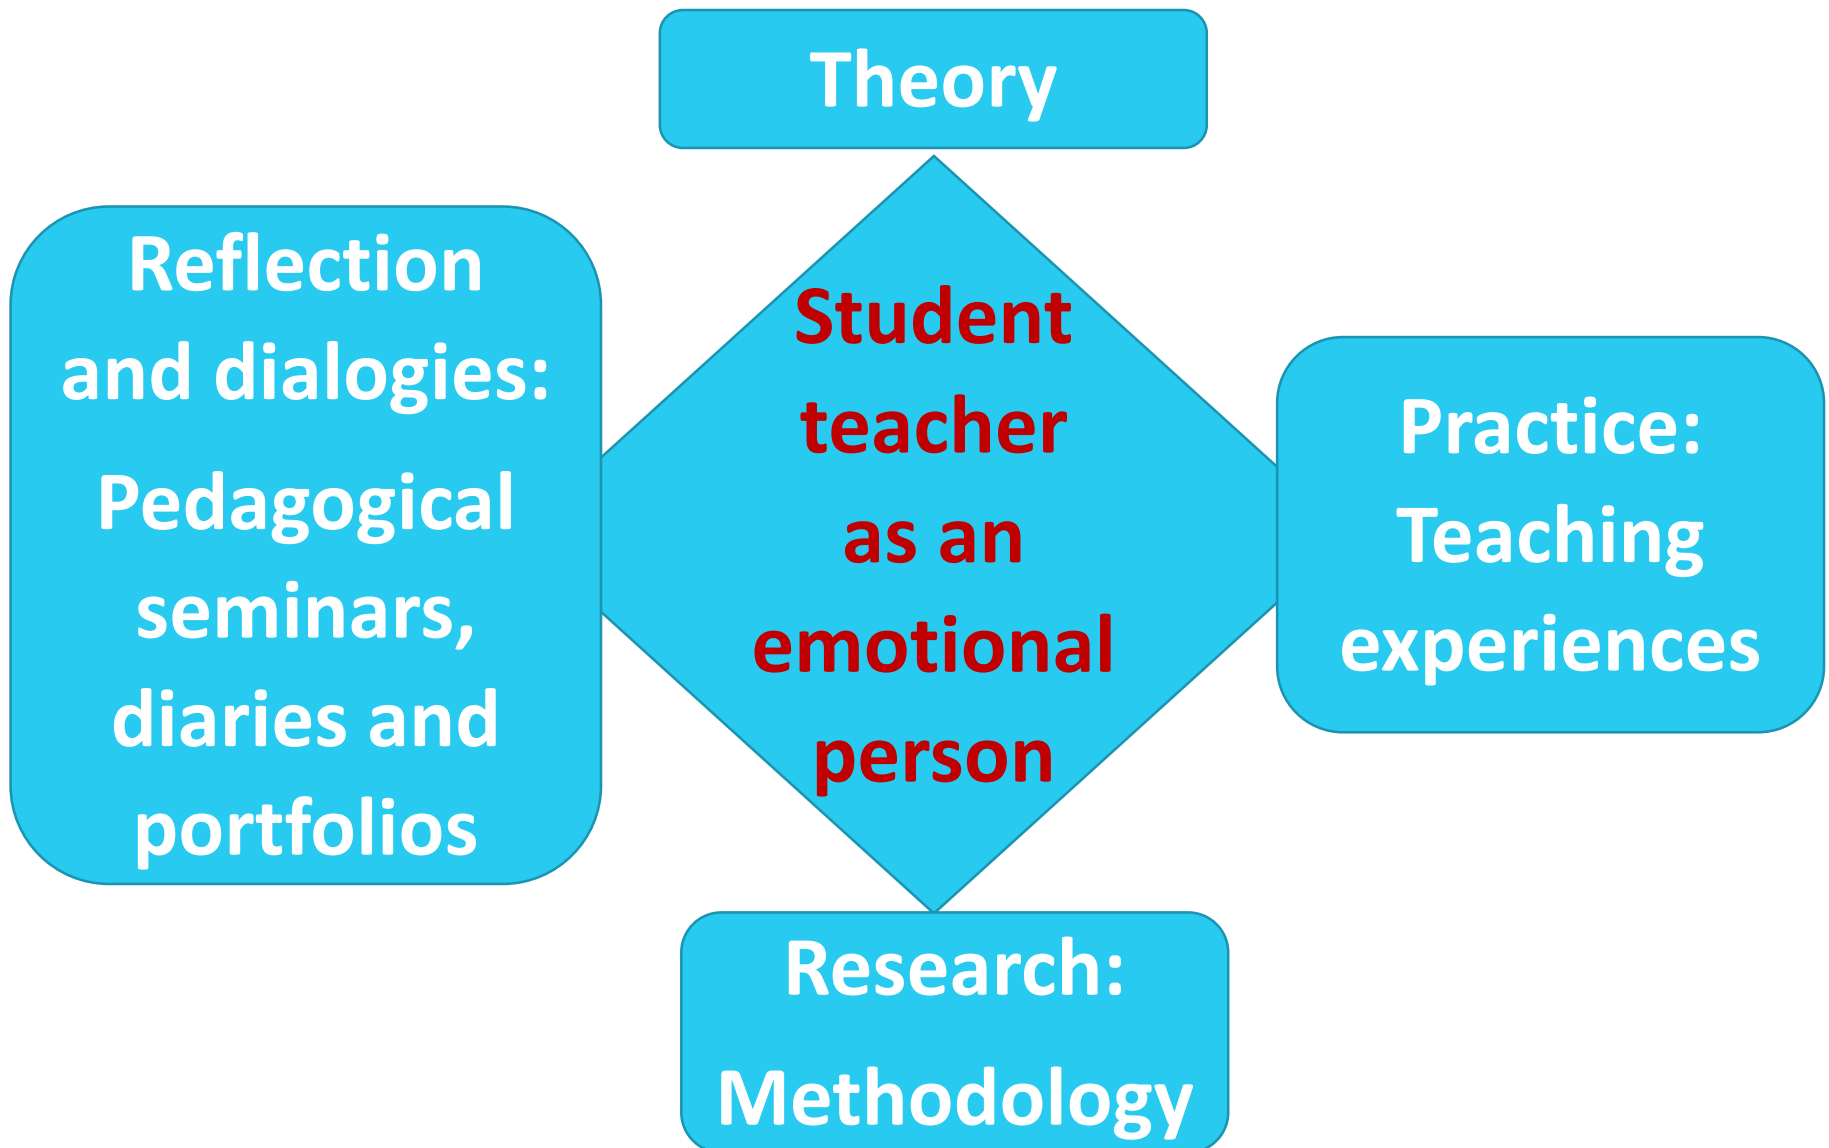 Theory
Reflection
and dialogies:
Pedagogical
seminars,
diaries and
portfolios
Student
teacher
as an
emotional
person
Practice:
Teaching
experiences
Research:
Methodology